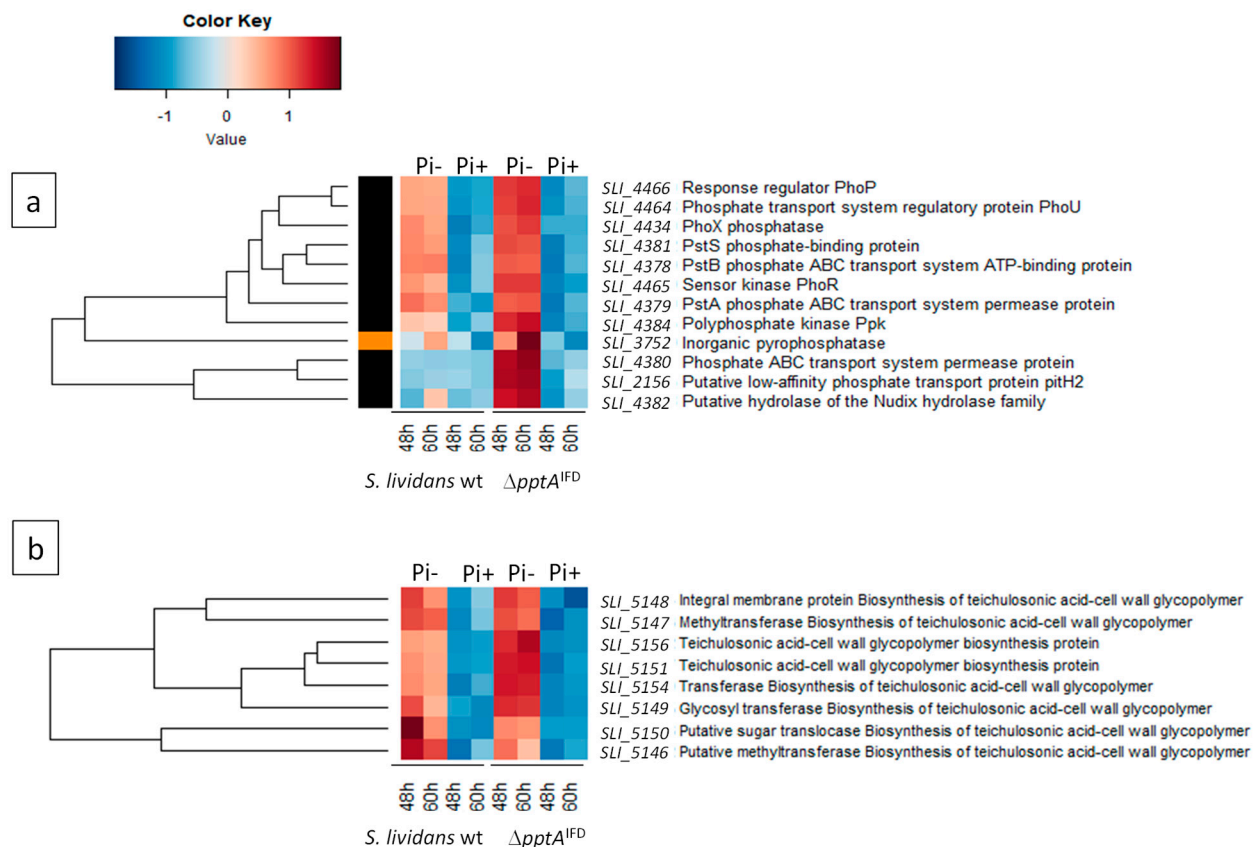 Color Key
-1 0 1
Value
a
Pi- Pi+ Pi- Pi+
SLI_4466 Response regulator PhoP
SLI_4464 Phosphate transport system regulatory protein PhoU
SLI_4434 PhoX phosphatase
SLI_4381 PstS phosphate-binding protein
SLI_4378 PstB phosphate ABC transport system ATP-binding protein
SLI_4465 Sensor kinase PhoR
SLI_4379 PstA phosphate ABC transport system permease protein
SLI_4384 Polyphosphate kinase Ppk
SLI_3752 Inorganic pyrophosphatase
SLI_4380 Phosphate ABC transport system permease protein
SLI_2156 Putative low-affinity phosphate transport protein pitH2
SLI_4382 Putative hydrolase of the Nudix hydrolase family
48h 60h 48h 60h 48h 60h 48h 60h
S. lividans wt ΔpptA^IFD
b
Pi- Pi+ Pi- Pi+
SLI_5148 Integral membrane protein Biosynthesis of teichulosonic acid-cell wall glycopolymer
SLI_5147 Methyltransferase Biosynthesis of teichulosonic acid-cell wall glycopolymer
SLI_5156 Teichulosonic acid-cell wall glycopolymer biosynthesis protein
SLI_5151 Teichulosonic acid-cell wall glycopolymer biosynthesis protein
SLI_5154 Transferase Biosynthesis of teichulosonic acid-cell wall glycopolymer
SLI_5149 Glycosyl transferase Biosynthesis of teichulosonic acid-cell wall glycopolymer
SLI_5150 Putative sugar translocase Biosynthesis of teichulosonic acid-cell wall glycopolymer
SLI_5146 Putative methyltransferase Biosynthesis of teichulosonic acid-cell wall glycopolymer
48h 60h 48h 60h 48h 60h 48h 60h
S. lividans wt ΔpptA^IFD